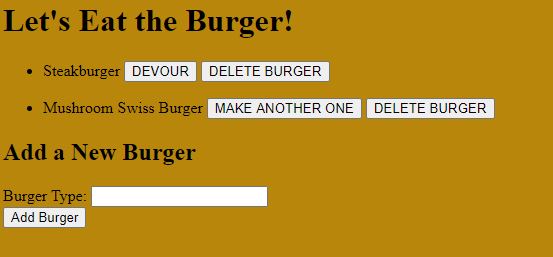 Let's Eat the Burger!
Steakburger DEVOUR DELETE BURGER
Mushroom Swiss Burger MAKE ANOTHER ONE DELETE BURGER
Add a New Burger
Burger Type:
Add Burger